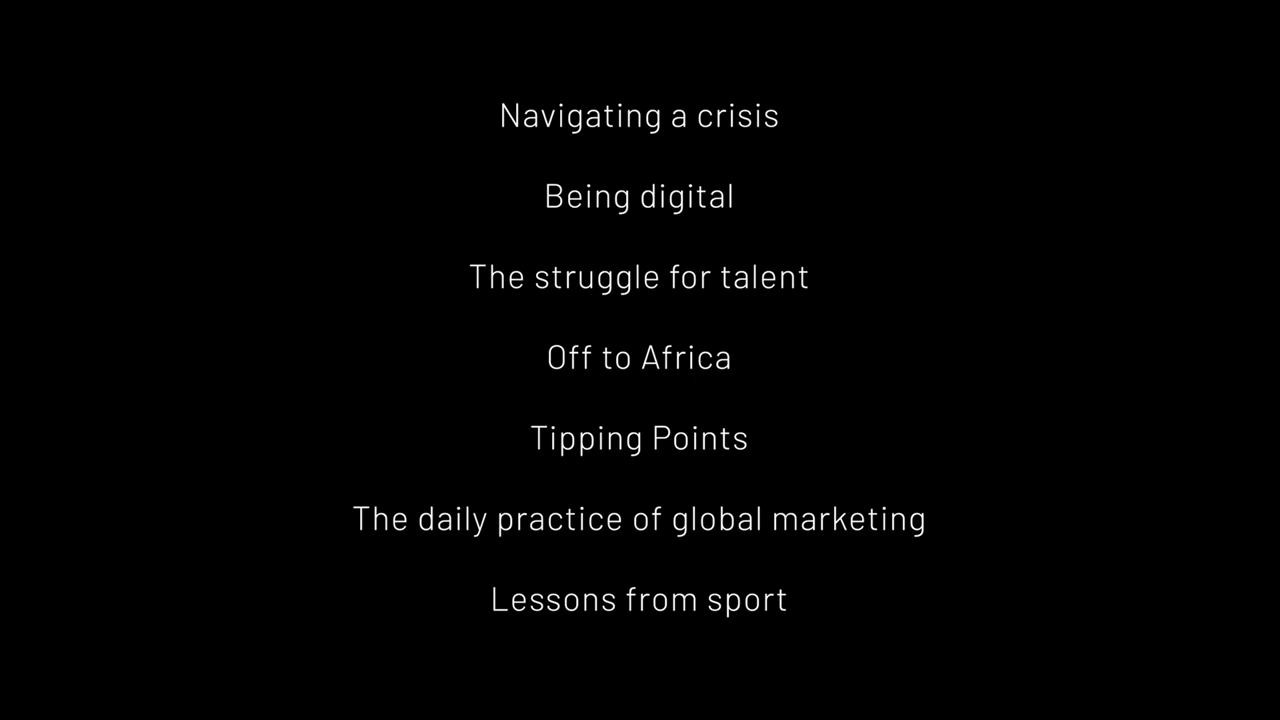 Navigating a crisis
Being digital
The struggle for talent
Off to Africa
Tipping Points
The daily practice of global marketing
Lessons from sport